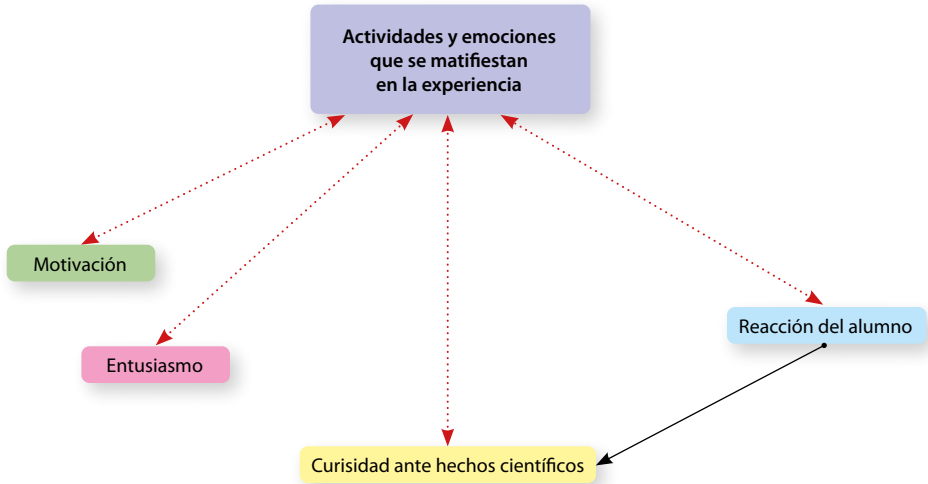 Actividades y emociones
que se matifiestan
en la experiencia
Motivación
Reacción del alumno
Entusiasmo
Curisidad ante hechos científicos